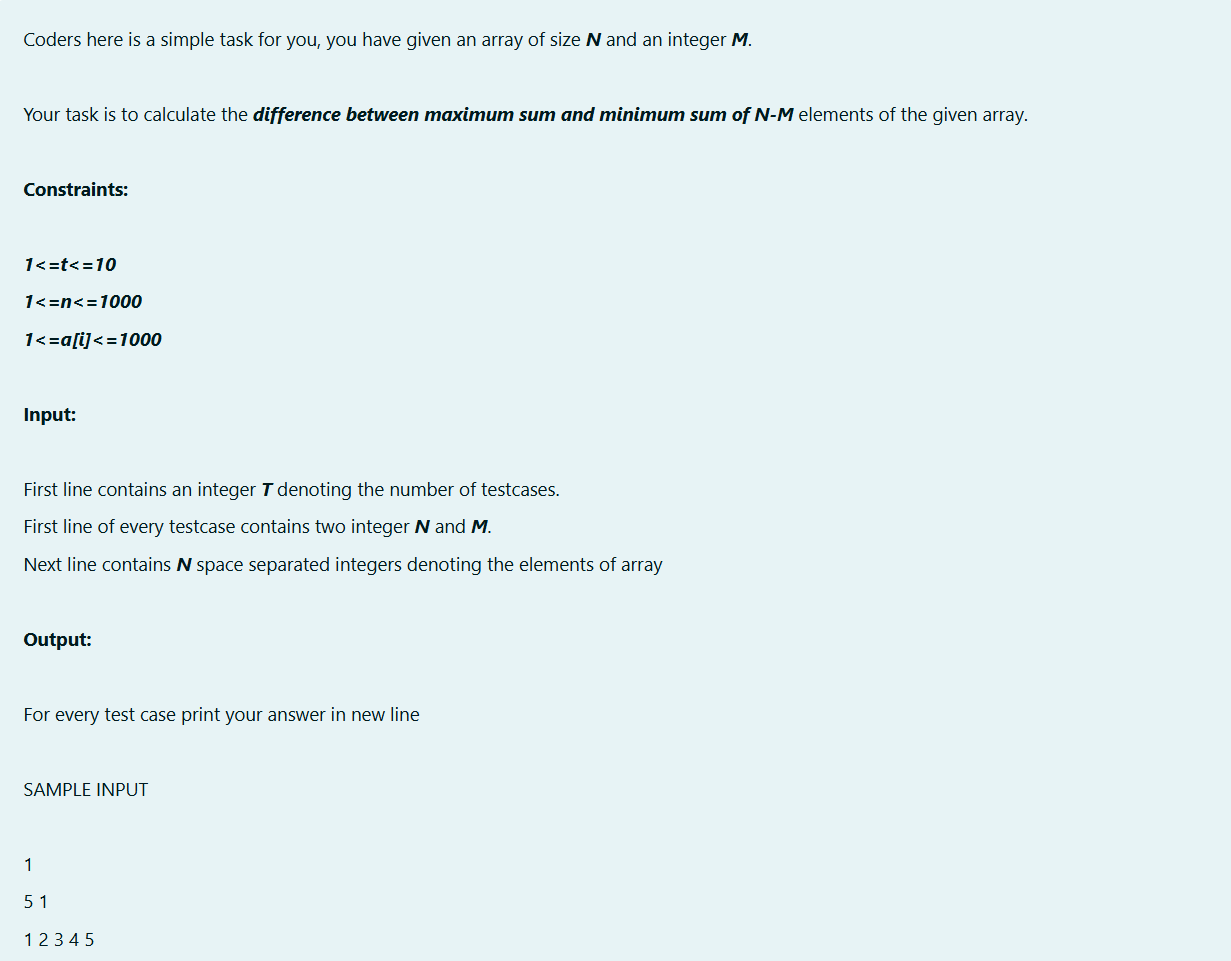 Coders here is a simple task for you, you have given an array of size N and an integer M.
Your task is to calculate the difference between maximum sum and minimum sum of N-M elements of the given array.
Constraints:
1<=t<=10
1<=n<=1000
1<=a[i]<=1000
Input:
First line contains an integer T denoting the number of testcases.
First line of every testcase contains two integer N and M.
Next line contains N space separated integers denoting the elements of array
Output:
For every test case print your answer in new line
SAMPLE INPUT
1
5 1
1 2 3 4 5